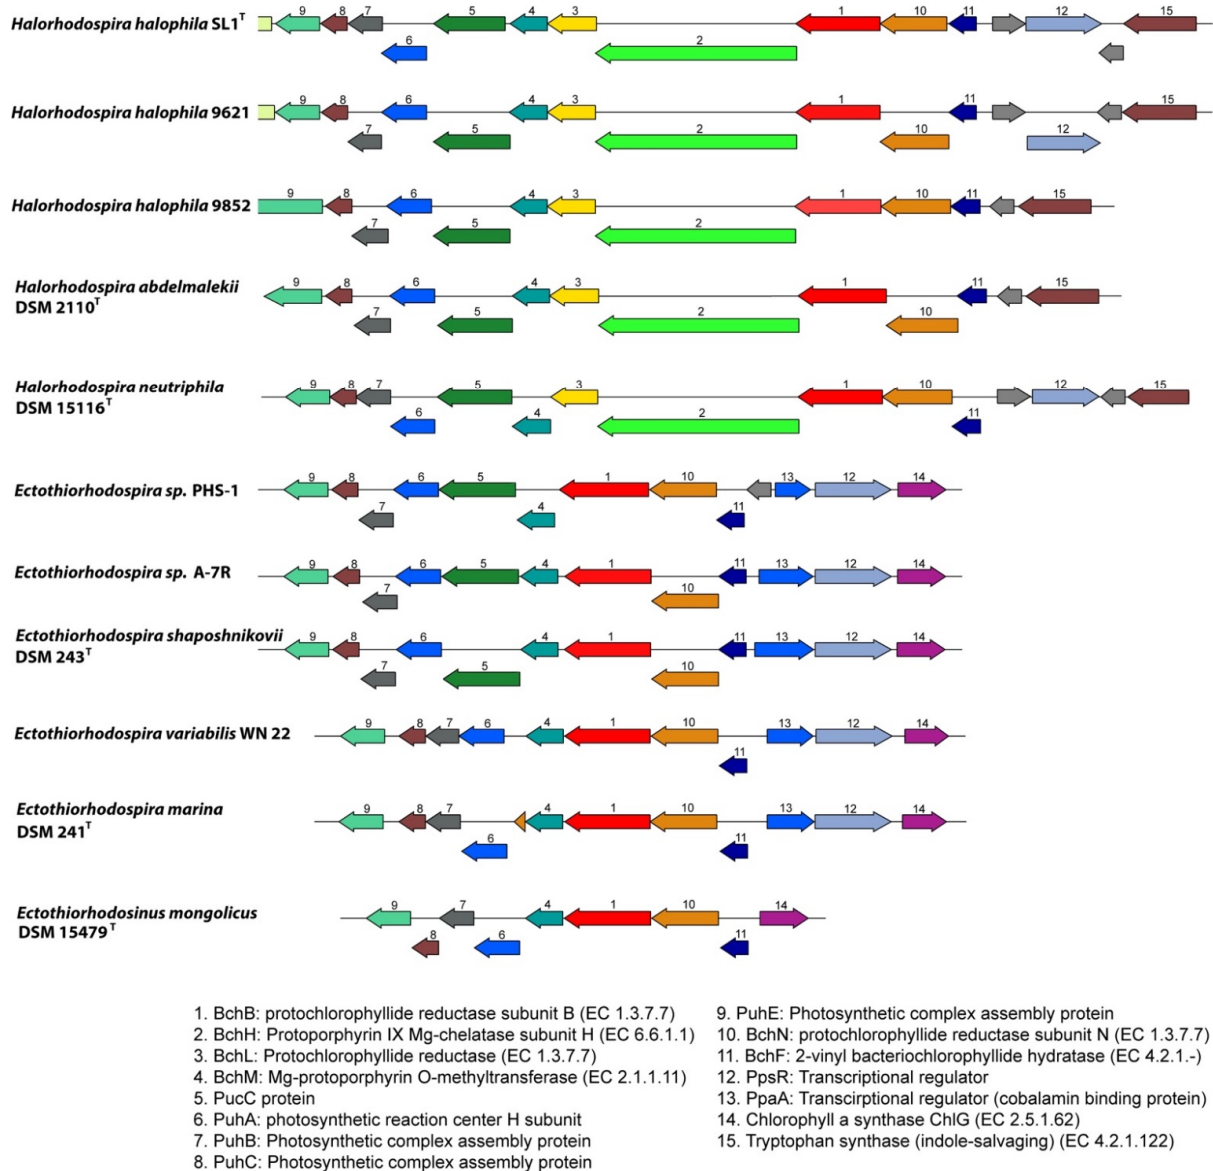 Halorhodospira halophila SL1T
9 8 7 5 4 3 1 10 11 12 15
6 2
Halorhodospira halophila 9621
9 8 6 4 3 1 11 15
7 5 2 10 12
Halorhodospira halophila 9852
9 8 6 4 3 1 10 11 15
7 5 2
Halorhodospira abdelmalekii
DSM 2110T
9 8 6 4 3 1 11 15
7 5 2 10
Halorhodospira neutriphila
DSM 15116T
9 8 7 5 3 1 10 12 15
6 4 2 11
Ectothiorhodospira sp. PHS-1
9 8 6 5 1 10 13 12 14
7 4 11
Ectothiorhodospira sp. A-7R
9 8 6 5 4 1 11 13 12 14
7 10
Ectothiorhodospira shaposhnikovii
DSM 243T
9 8 6 4 1 11 13 12 14
7 5 10
Ectothiorhodospira variabilis WN 22
9 8 7 6 4 1 10 13 12 14
11
Ectothiorhodospira marina
DSM 241T
9 8 7 4 1 10 13 12 14
6 11
Ectothiorhodosinus mongolicus
DSM 15479T
9 7 4 1 10 14
8 6 11
1. BchB: protochlorophyllide reductase subunit B (EC 1.3.7.7)
2. BchH: Protoporphyrin IX Mg-chelatase subunit H (EC 6.6.1.1)
3. BchL: Protochlorophyllide reductase (EC 1.3.7.7)
4. BchM: Mg-protoporphyrin O-methyltransferase (EC 2.1.1.11)
5. PucC protein
6. PuhA: photosynthetic reaction center H subunit
7. PuhB: Photosynthetic complex assembly protein
8. PuhC: Photosynthetic complex assembly protein
9. PuhE: Photosynthetic complex assembly protein
10. BchN: protochlorophyllide reductase subunit N (EC 1.3.7.7)
11. BchF: 2-vinyl bacteriochlorophyllide hydratase (EC 4.2.1.-)
12. PpsR: Transcriptional regulator
13. PpaA: Transcirptional regulator (cobalamin binding protein)
14. Chlorophyll a synthase ChlG (EC 2.5.1.62)
15. Tryptophan synthase (indole-salvaging) (EC 4.2.1.122)